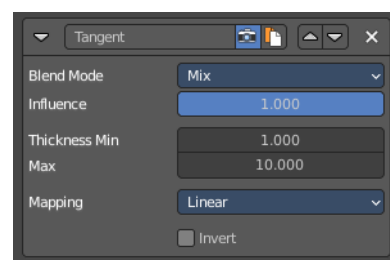 Tangent
Blend Mode Mix
Influence 1.000
Thickness Min 1.000
Max 10.000
Mapping Linear
Invert